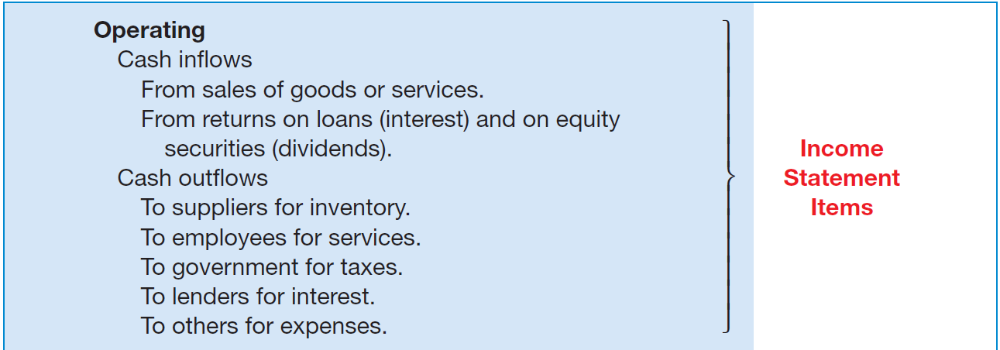 Operating
Cash inflows
From sales of goods or services.
From returns on loans (interest) and on equity
securities (dividends).
Cash outflows
To suppliers for inventory.
To employees for services.
To government for taxes.
To lenders for interest.
To others for expenses.
Income
Statement
Items